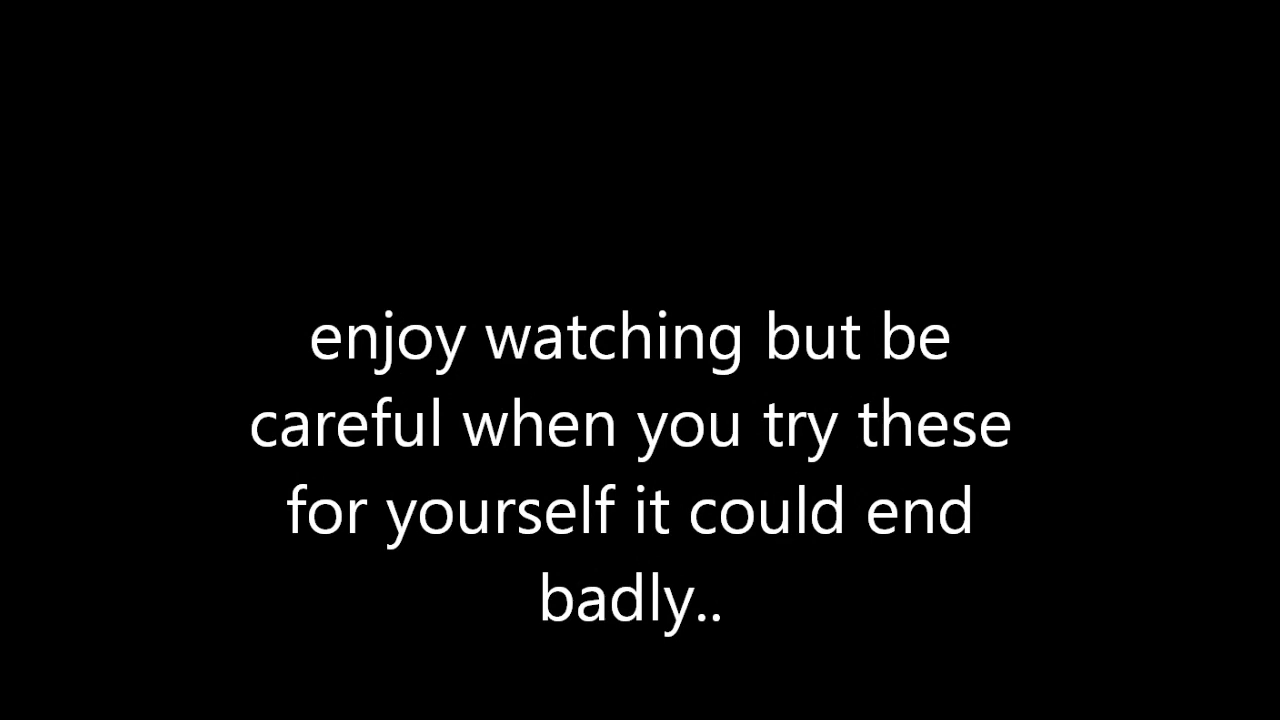 enjoy watching but be
careful when you try these
for yourself it could end
badly..